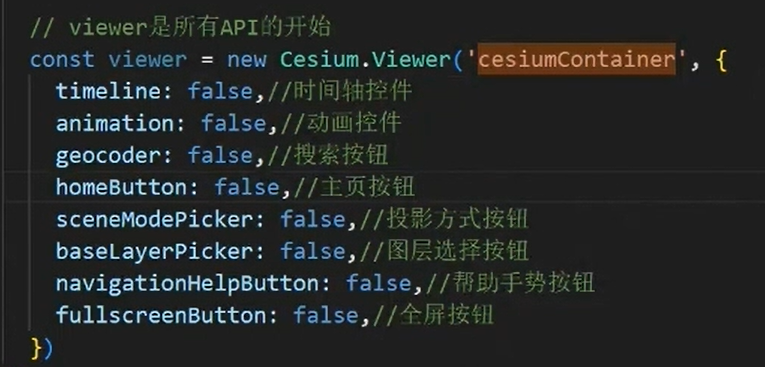 // viewer是所有API的开始
const viewer = new Cesium.Viewer('cesiumContainer', {
timeline: false,//时间轴控件
animation: false,//动画控件
geocoder: false,//搜索按钮
homeButton: false,//主页按钮
sceneModePicker: false,//投影方式按钮
baseLayerPicker: false,//图层选择按钮
navigationHelpButton: false,//帮助手势按钮
fullscreenButton: false,//全屏按钮
})